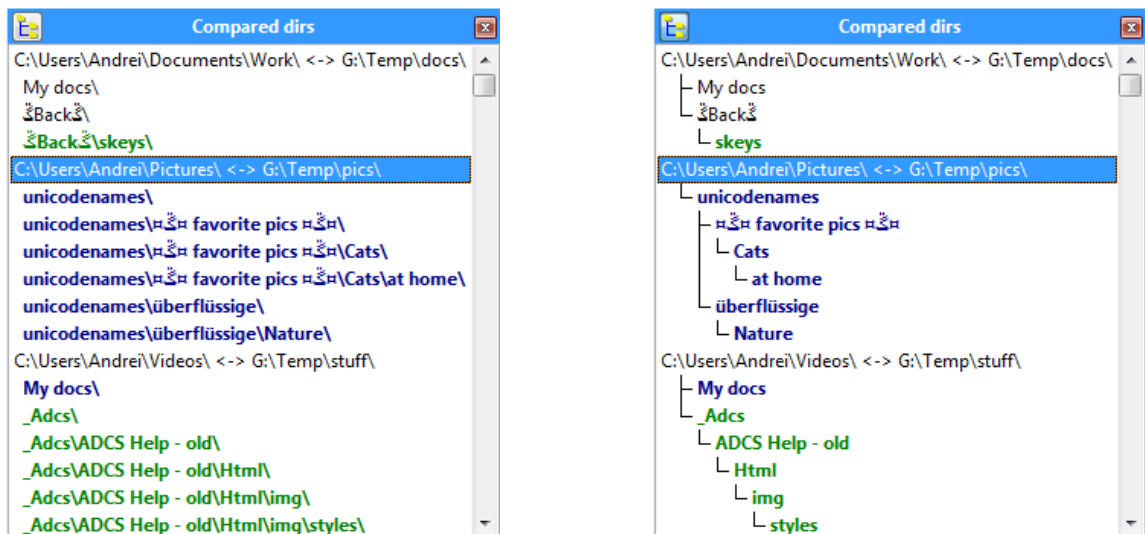 Compared dirs
C:\Users\Andrei\Documents\Work\ <-> G:\Temp\docs\
My docs\
Back\
Back\skeys\
C:\Users\Andrei\Pictures\ <-> G:\Temp\pics\
unicodenames\
unicodenames\ favorite pics \
unicodenames\ favorite pics \Cats\
unicodenames\ favorite pics \Cats\at home\
unicodenames\überflüssige\
unicodenames\überflüssige\Nature\
C:\Users\Andrei\Videos\ <-> G:\Temp\stuff\
My docs\
_Adcs\
_Adcs\ADCS Help - old\
_Adcs\ADCS Help - old\Html\
_Adcs\ADCS Help - old\Html\img\
_Adcs\ADCS Help - old\Html\img\styles\
Compared dirs
C:\Users\Andrei\Documents\Work\ <-> G:\Temp\docs\
My docs
Back
skeys
C:\Users\Andrei\Pictures\ <-> G:\Temp\pics\
unicodenames
favorite pics
Cats
at home
überflüssige
Nature
C:\Users\Andrei\Videos\ <-> G:\Temp\stuff\
My docs
_Adcs
ADCS Help - old
Html
img
styles